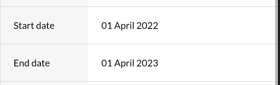 Start date 01 April 2022
End date 01 April 2023